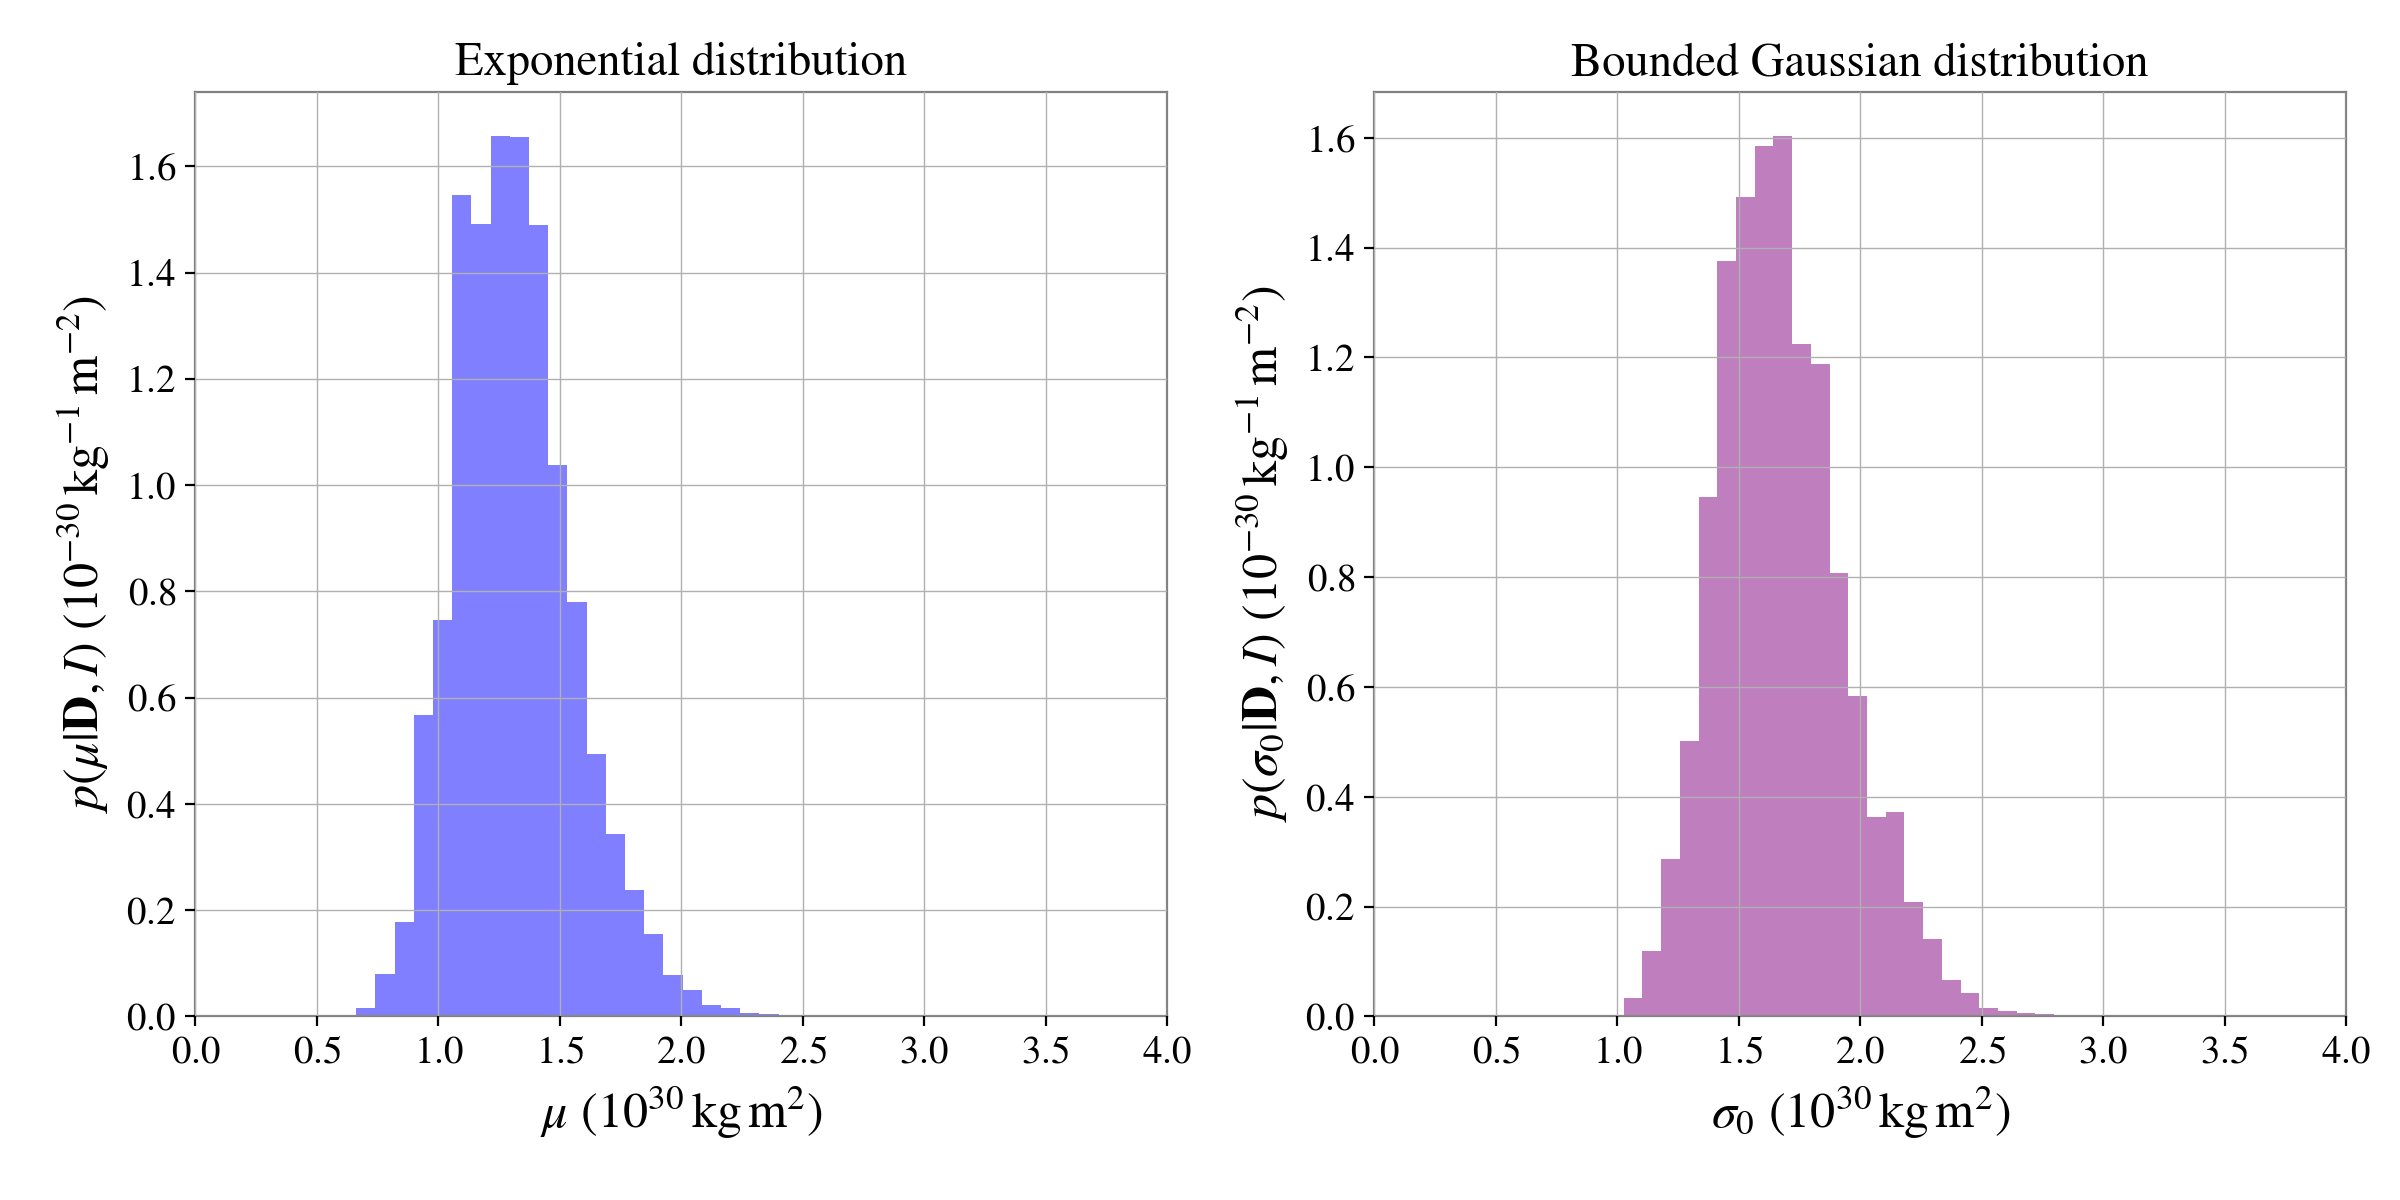 Exponential distribution
p(μ|D, I) (10⁻³⁰ kg⁻¹ m⁻²)
1.6
1.4
1.2
1.0
0.8
0.6
0.4
0.2
0.0
0.0 0.5 1.0 1.5 2.0 2.5 3.0 3.5 4.0
μ (10³⁰ kg m²)
Bounded Gaussian distribution
p(σ₀|D, I) (10⁻³⁰ kg⁻¹ m⁻²)
1.6
1.4
1.2
1.0
0.8
0.6
0.4
0.2
0.0
0.0 0.5 1.0 1.5 2.0 2.5 3.0 3.5 4.0
σ₀ (10³⁰ kg m²)